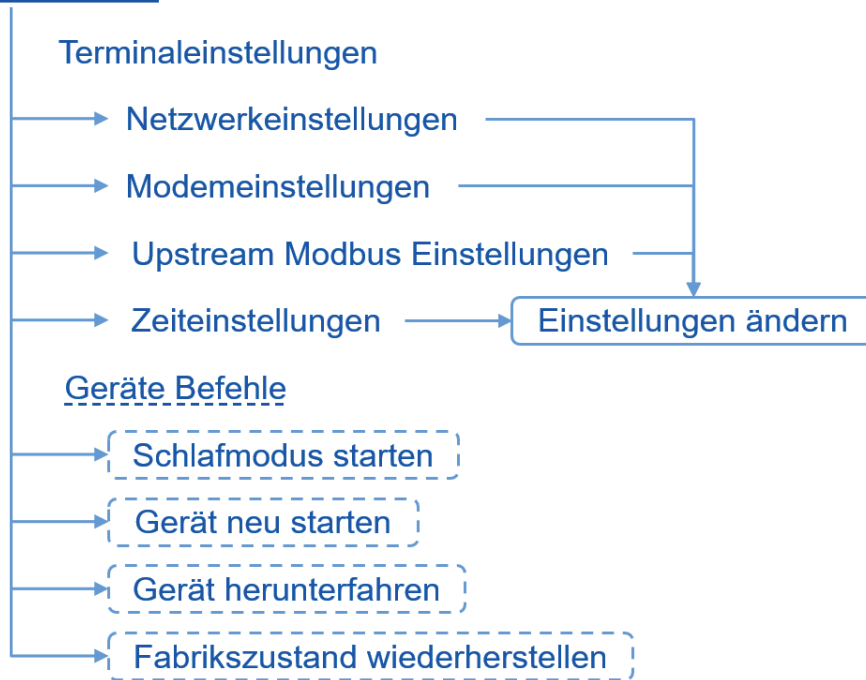 Terminaleinstellungen
Netzwerkeinstellungen
Modemeinstellungen
Upstream Modbus Einstellungen
Zeiteinstellungen
Einstellungen ändern
Geräte Befehle
Schlafmodus starten
Gerät neu starten
Gerät herunterfahren
Fabrikszustand wiederherstellen